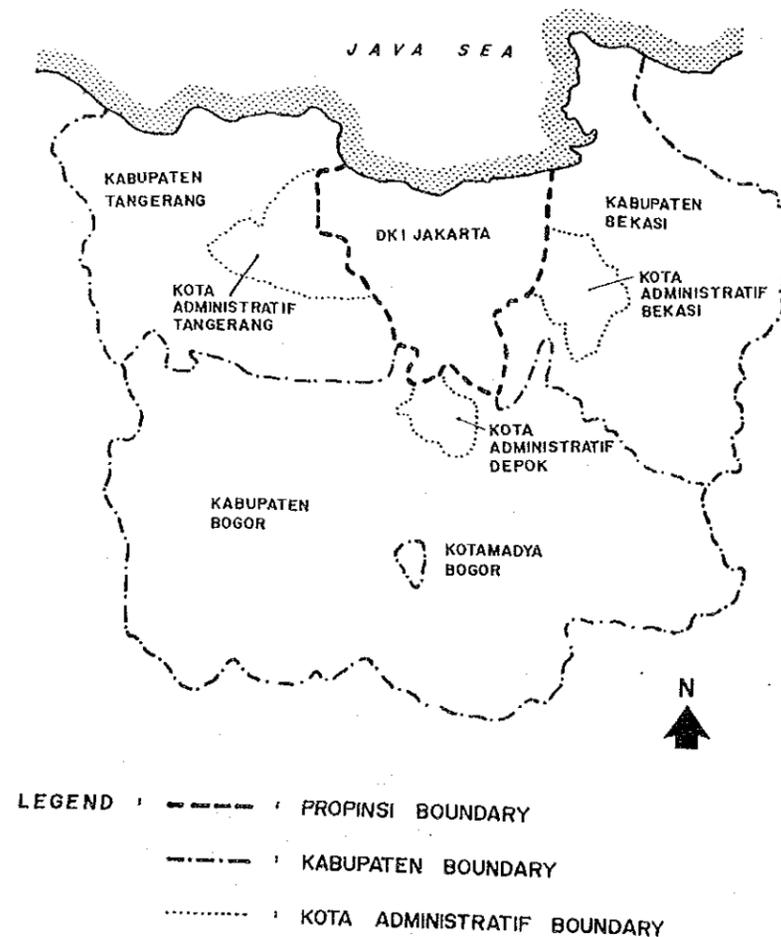 JAVA SEA
KABUPATEN
TANGERANG
DKI JAKARTA
KABUPATEN
BEKASI
KOTA
ADMINISTRATIF
TANGERANG
KOTA
ADMINISTRATIF
BEKASI
KOTA
ADMINISTRATIF
DEPOK
KABUPATEN
BOGOR
KOTAMADYA
BOGOR
N
LEGEND :
: PROPINSI BOUNDARY
: KABUPATEN BOUNDARY
: KOTA ADMINISTRATIF BOUNDARY